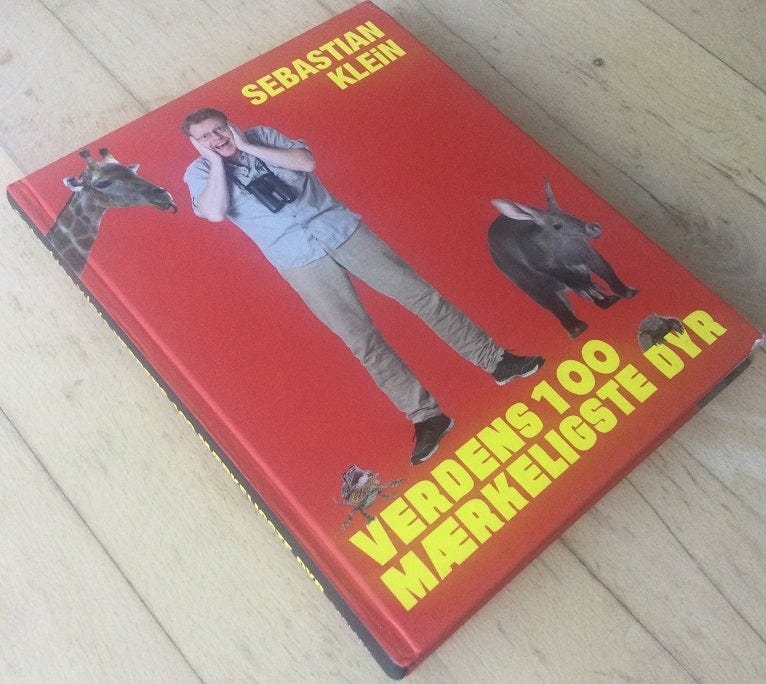 SEBASTIAN
KLEiN
VERDENS 100
MÆRKELIGSTE DYR